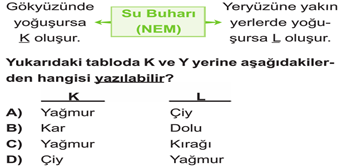 Gökyüzünde
yoğuşursa
K oluşur.
Su Buharı
(NEM)
Yeryüzüne yakın
yerlerde yoğu-
şursa L oluşur.
Yukarıdaki tabloda K ve Y yerine aşağıdakiler-
den hangisi yazılabilir?
K L
A) Yağmur Çiy
B) Kar Dolu
C) Yağmur Kırağı
D) Çiy Yağmur